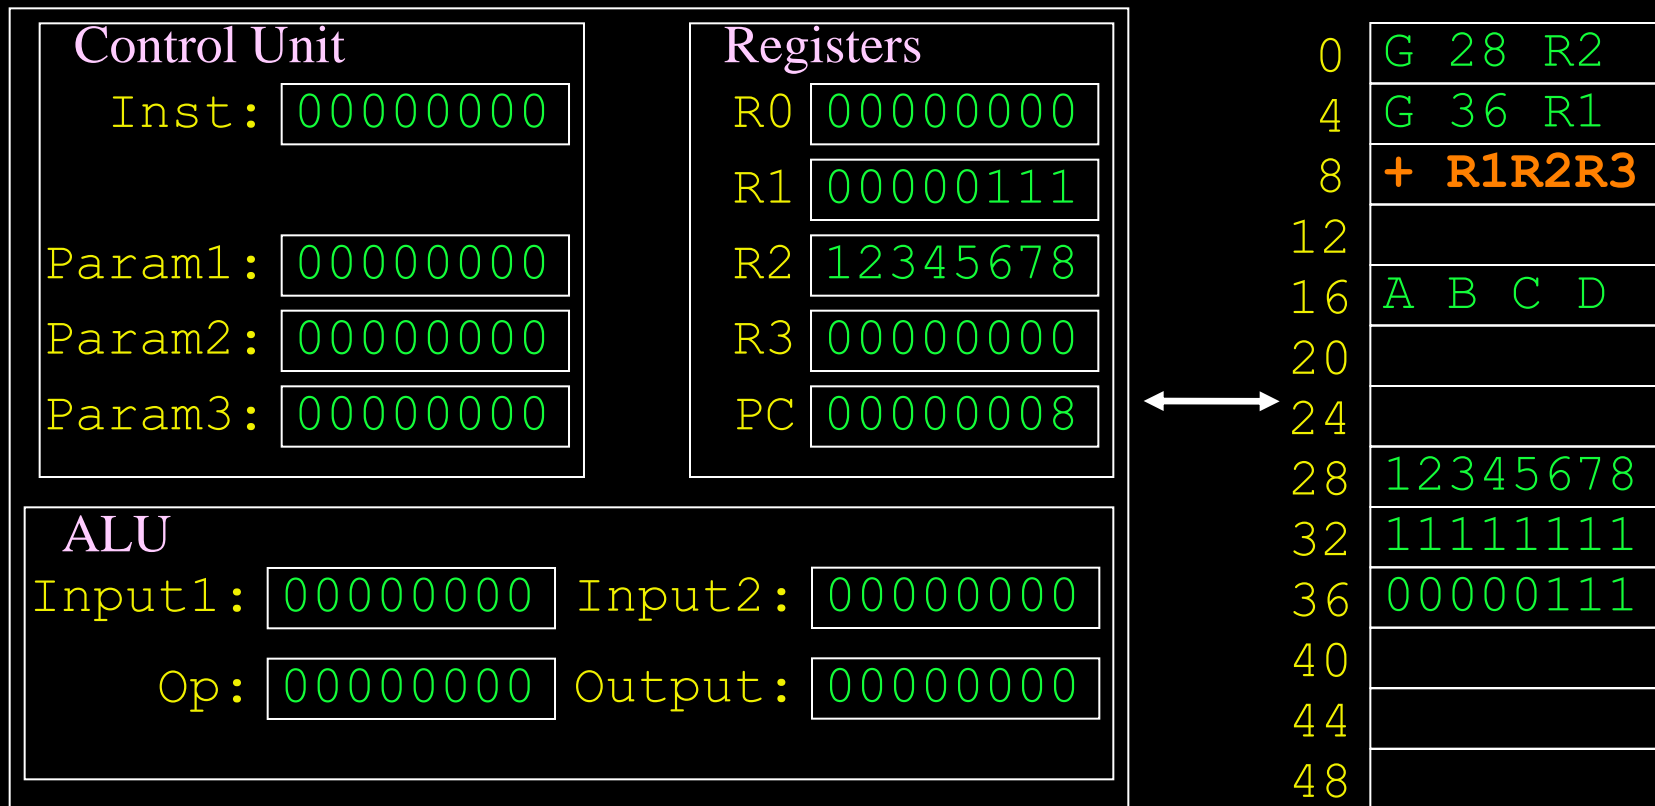 Control Unit
Inst: 00000000
Param1: 00000000
Param2: 00000000
Param3: 00000000
Registers
R0 00000000
R1 00000111
R2 12345678
R3 00000000
PC 00000008
ALU
Input1: 00000000 Input2: 00000000
Op: 00000000 Output: 00000000
0 G 28 R2
4 G 36 R1
8 + R1R2R3
12
16 A B C D
20
24
28 12345678
32 11111111
36 00000111
40
44
48